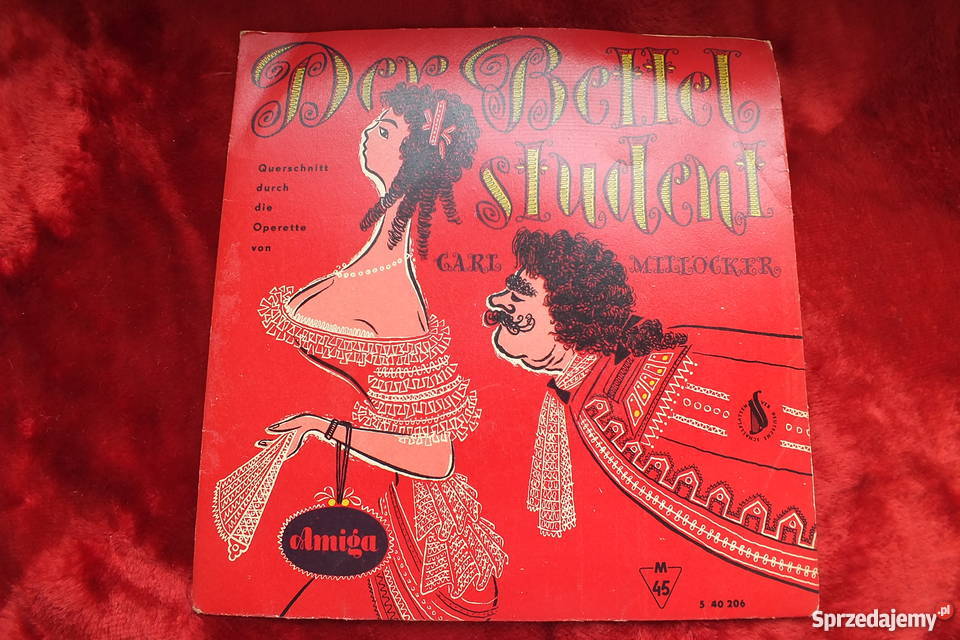 Der Bettel
student
Querschnitt
durch
die
Operette
von
CARL MILLÖCKER
Amiga
M
45
5 40 206
Sprzedajemy.pl